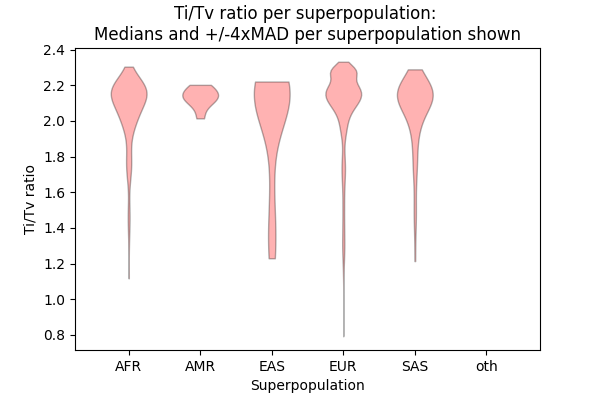 Ti/Tv ratio per superpopulation:
Medians and +/-4xMAD per superpopulation shown
2.4
2.2
2.0
1.8
1.6
1.4
1.2
1.0
0.8
Ti/Tv ratio
AFR AMR EAS EUR SAS oth
Superpopulation